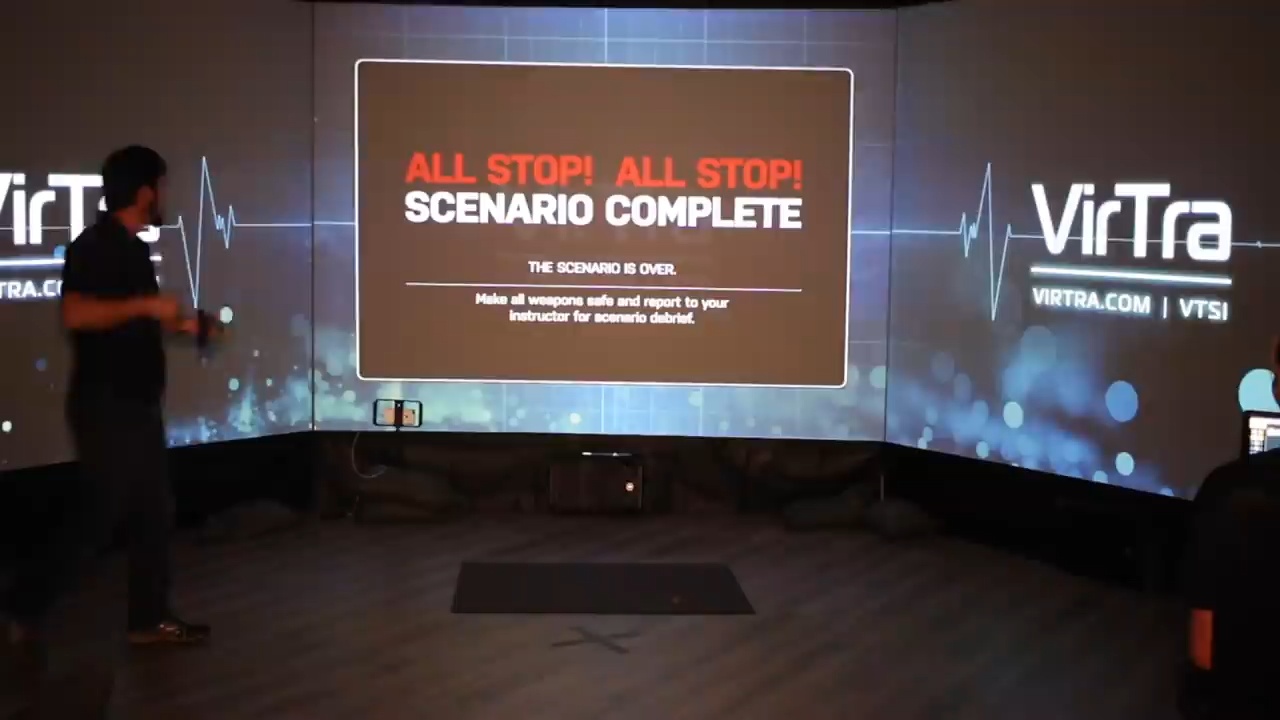 VirTra
ALL STOP! ALL STOP!
SCENARIO COMPLETE
THE SCENARIO IS OVER.
Make all weapons safe and report to your
instructor for scenario debrief.
VirTra
VIRTRA.COM | VTSI